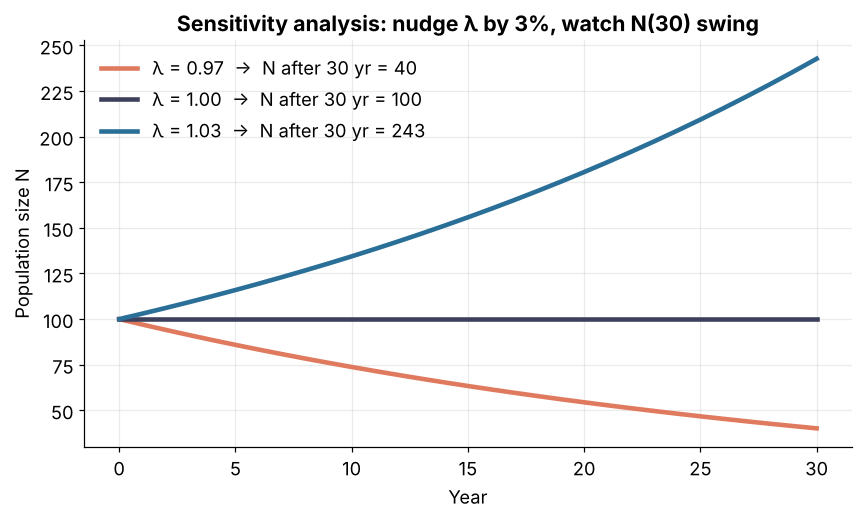 Sensitivity analysis: nudge λ by 3%, watch N(30) swing
λ = 0.97 → N after 30 yr = 40
λ = 1.00 → N after 30 yr = 100
λ = 1.03 → N after 30 yr = 243
Population size N
250
225
200
175
150
125
100
75
50
0 5 10 15 20 25 30
Year